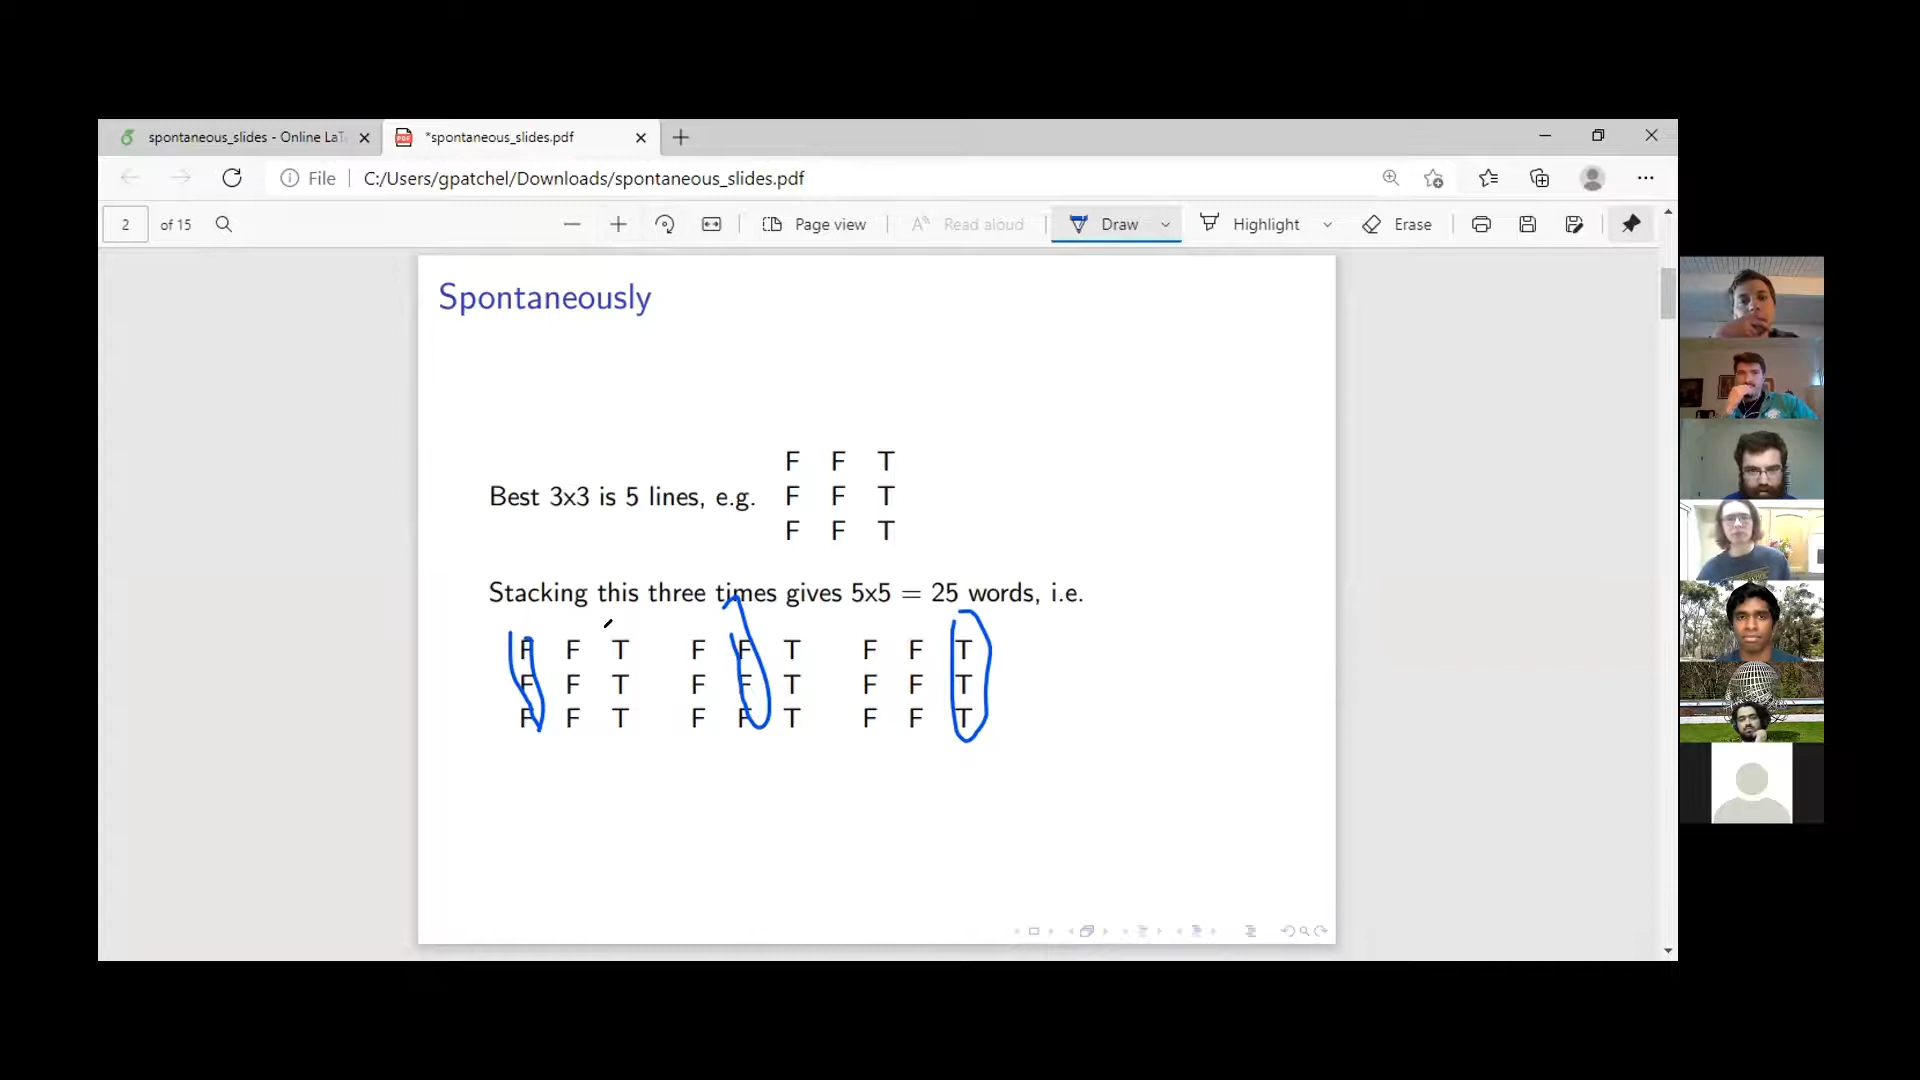 spontaneous_slides - Online LaT
*spontaneous_slides.pdf
File C:/Users/gpatchel/Downloads/spontaneous_slides.pdf
2 of 15 Page view Read aloud Draw Highlight Erase
Spontaneously
F F T
Best 3x3 is 5 lines, e.g. F F T
F F T
Stacking this three times gives 5x5 = 25 words, i.e.
F F T F F T F F T
F F T F F T F F T
F F T F F T F F T